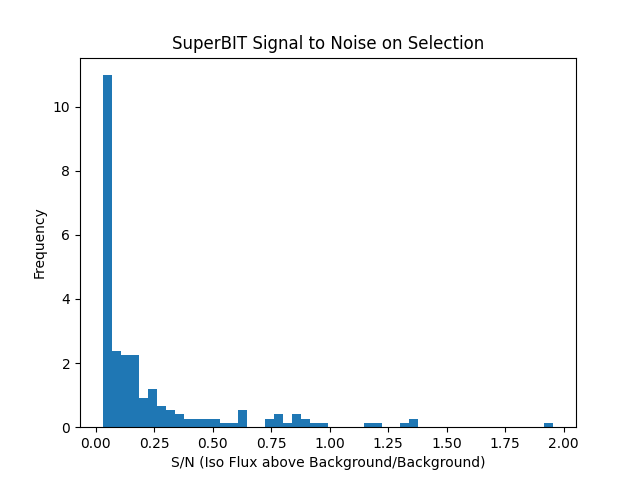 SuperBIT Signal to Noise on Selection
10
8
6
4
2
0
Frequency
0.00 0.25 0.50 0.75 1.00 1.25 1.50 1.75 2.00
S/N (Iso Flux above Background/Background)